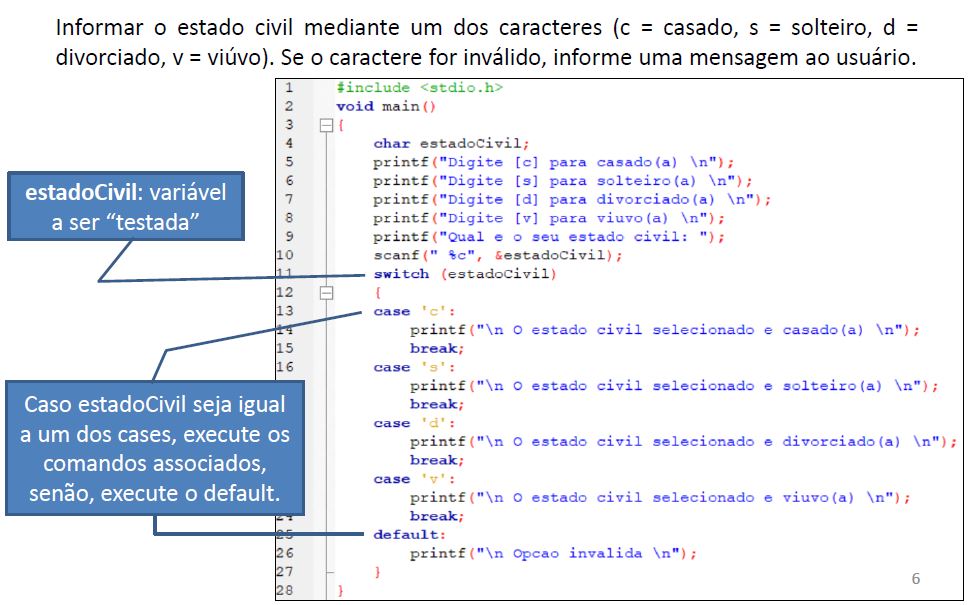 Informar o estado civil mediante um dos caracteres (c = casado, s = solteiro, d =
divorciado, v = viúvo). Se o caractere for inválido, informe uma mensagem ao usuário.
1 #include <stdio.h>
2 void main()
3 {
4 char estadoCivil;
5 printf("Digite [c] para casado(a) \n");
6 printf("Digite [s] para solteiro(a) \n");
7 printf("Digite [d] para divorciado(a) \n");
8 printf("Digite [v] para viuvo(a) \n");
9 printf("Qual e o seu estado civil: ");
10 scanf(" %c", &estadoCivil);
11 switch (estadoCivil)
12 {
13 case 'c':
14 printf("\n O estado civil selecionado e casado(a) \n");
15 break;
16 case 's':
printf("\n O estado civil selecionado e solteiro(a) \n");
break;
case 'd':
printf("\n O estado civil selecionado e divorciado(a) \n");
break;
case 'v':
printf("\n O estado civil selecionado e viuvo(a) \n");
24 break;
25 default:
26 printf("\n Opcao invalida \n");
27 }
28 }
estadoCivil: variável
a ser “testada”
Caso estadoCivil seja igual
a um dos cases, execute os
comandos associados,
senão, execute o default.
6